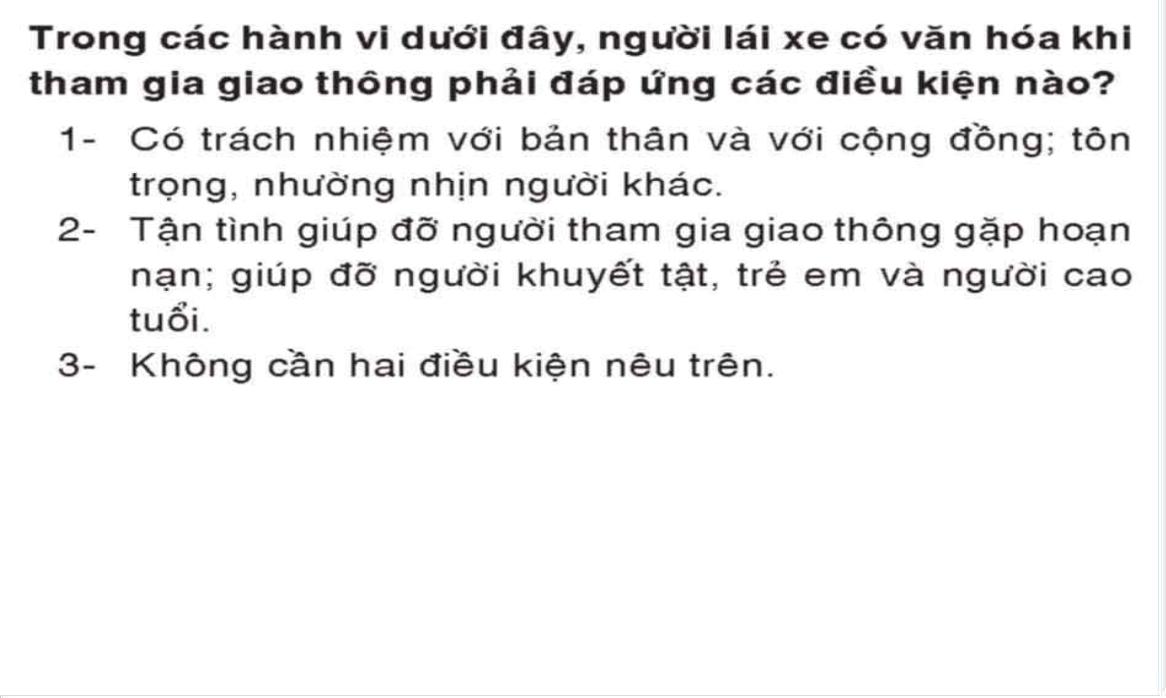 Trong các hành vi dưới đây, người lái xe có văn hóa khi
tham gia giao thông phải đáp ứng các điều kiện nào?
1- Có trách nhiệm với bản thân và với cộng đồng; tôn
trọng, nhường nhịn người khác.
2- Tận tình giúp đỡ người tham gia giao thông gặp hoạn
nạn; giúp đỡ người khuyết tật, trẻ em và người cao
tuổi.
3- Không cần hai điều kiện nêu trên.